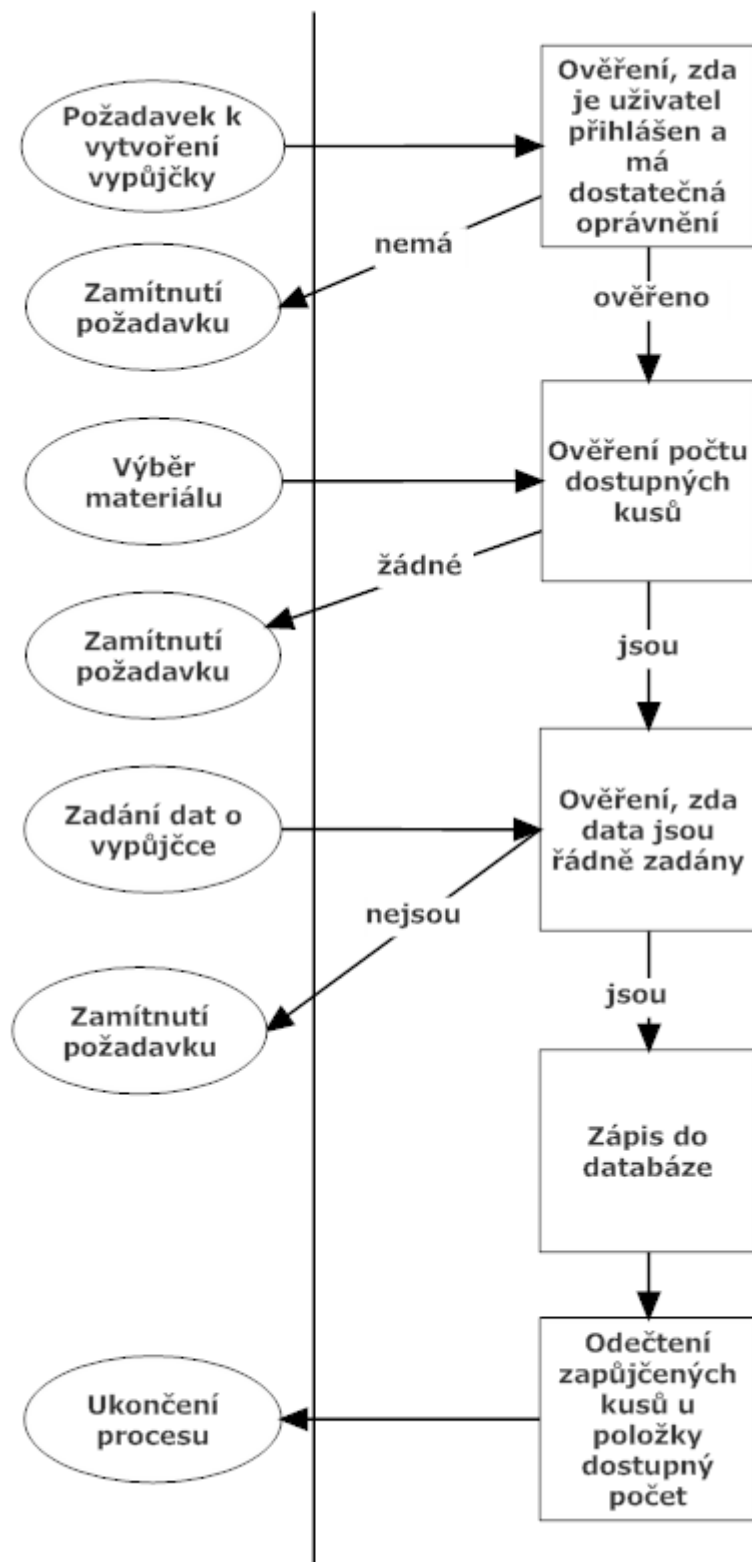 Požadavek k
vytvoření
vypůjčky
Ověření, zda
je uživatel
přihlášen a
má
dostatečná
oprávnění
nemá
ověřeno
Zamítnutí
požadavku
Výběr
materiálu
Ověření počtu
dostupných
kusů
žádné
jsou
Zamítnutí
požadavku
Zadání dat o
vypůjčce
Ověření, zda
data jsou
řádně zadány
nejsou
jsou
Zamítnutí
požadavku
Zápis do
databáze
Odečtení
zapůjčených
kusů u
položky
dostupný
počet
Ukončení
procesu